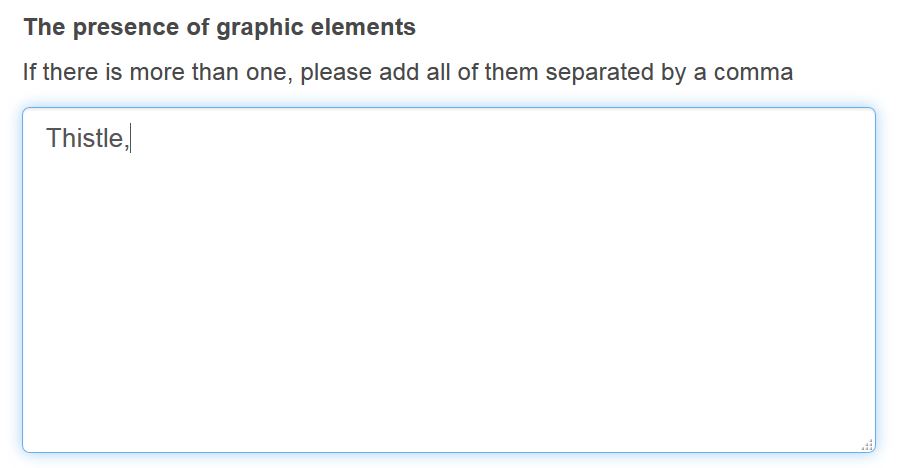 The presence of graphic elements
If there is more than one, please add all of them separated by a comma
Thistle,